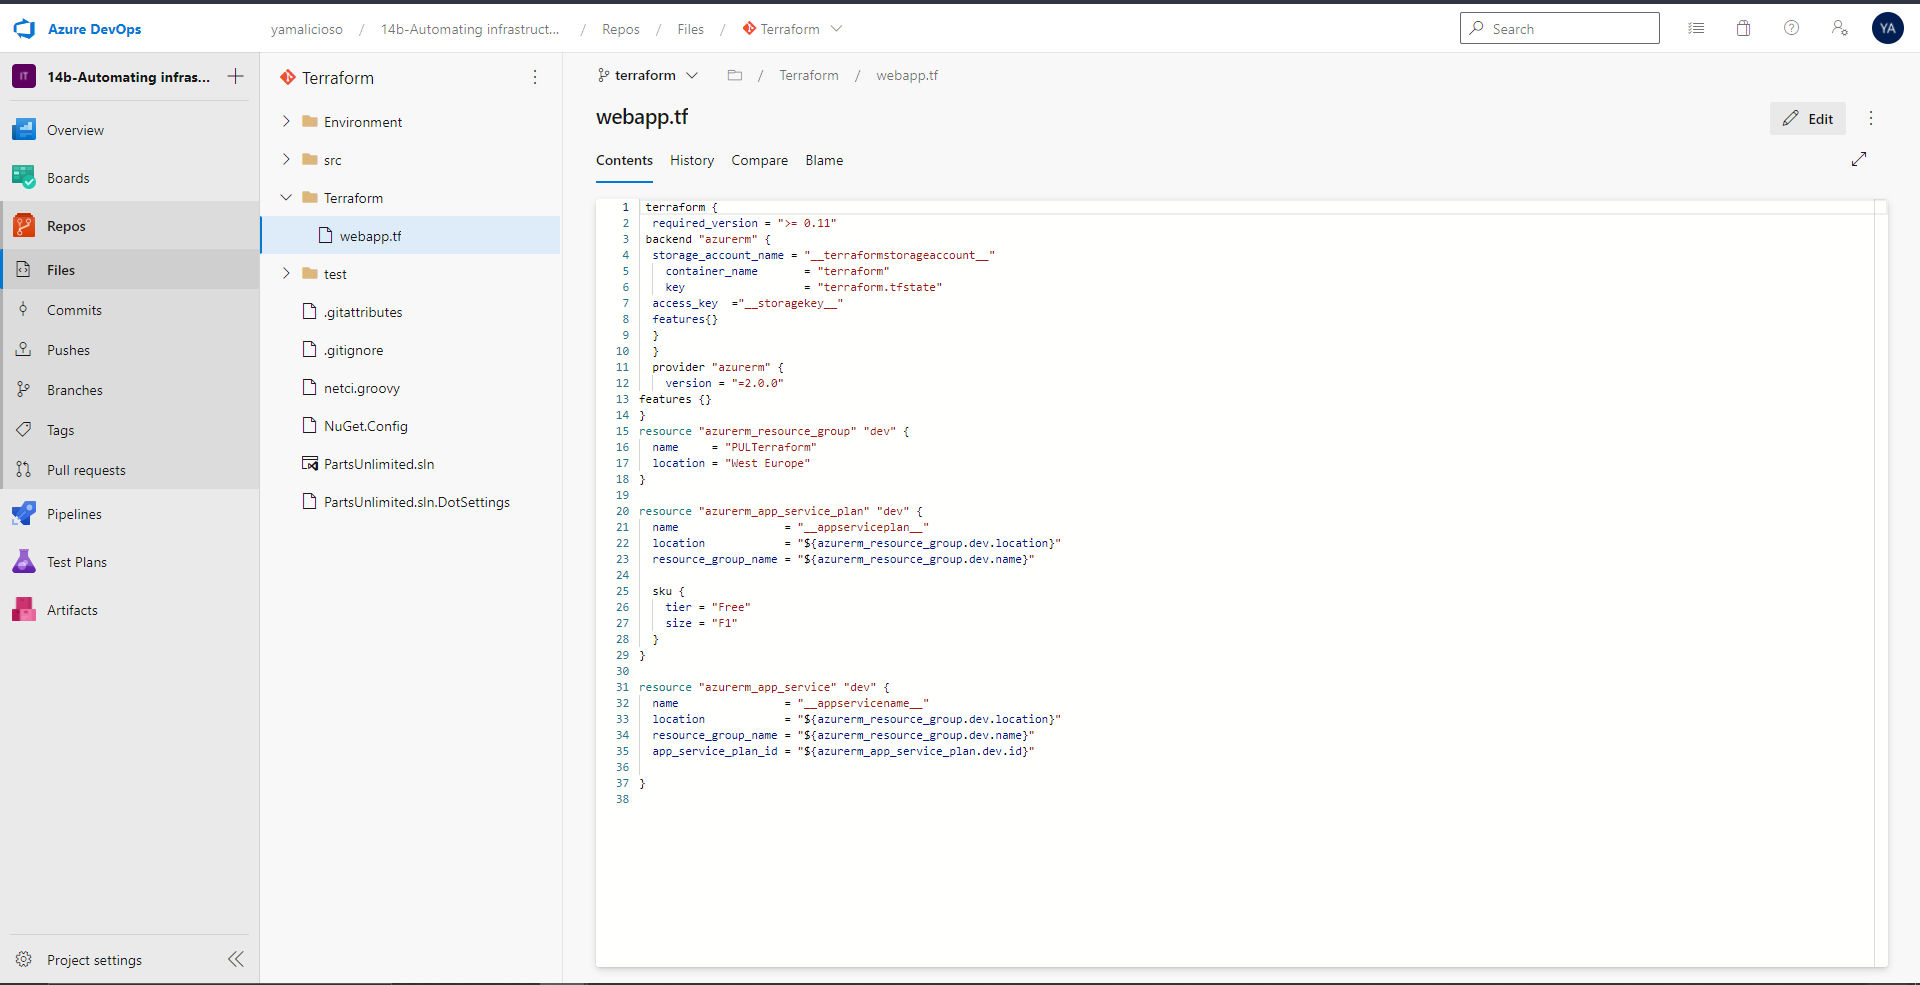 Azure DevOps
yamalicioso / 14b-Automating infrastruct... / Repos / Files / Terraform
Search
YA
IT 14b-Automating infras...
Overview
Boards
Repos
Files
Commits
Pushes
Branches
Tags
Pull requests
Pipelines
Test Plans
Artifacts
Project settings
Terraform
Environment
src
Terraform
webapp.tf
test
.gitattributes
.gitignore
netci.groovy
NuGet.Config
PartsUnlimited.sln
PartsUnlimited.sln.DotSettings
terraform / Terraform / webapp.tf
webapp.tf
Edit
Contents History Compare Blame
1 terraform {
2 required_version = ">= 0.11"
3 backend "azurerm" {
4 storage_account_name = "__terraformstorageaccount__"
5 container_name = "terraform"
6 key = "terraform.tfstate"
7 access_key ="__storagekey__"
8 features{}
9 }
10 }
11 provider "azurerm" {
12 version = "=2.0.0"
13 features {}
14 }
15 resource "azurerm_resource_group" "dev" {
16 name = "PULTerraform"
17 location = "West Europe"
18 }
19
20 resource "azurerm_app_service_plan" "dev" {
21 name = "__appserviceplan__"
22 location = "${azurerm_resource_group.dev.location}"
23 resource_group_name = "${azurerm_resource_group.dev.name}"
24
25 sku {
26 tier = "Free"
27 size = "F1"
28 }
29 }
30
31 resource "azurerm_app_service" "dev" {
32 name = "__appservicename__"
33 location = "${azurerm_resource_group.dev.location}"
34 resource_group_name = "${azurerm_resource_group.dev.name}"
35 app_service_plan_id = "${azurerm_app_service_plan.dev.id}"
36
37 }
38